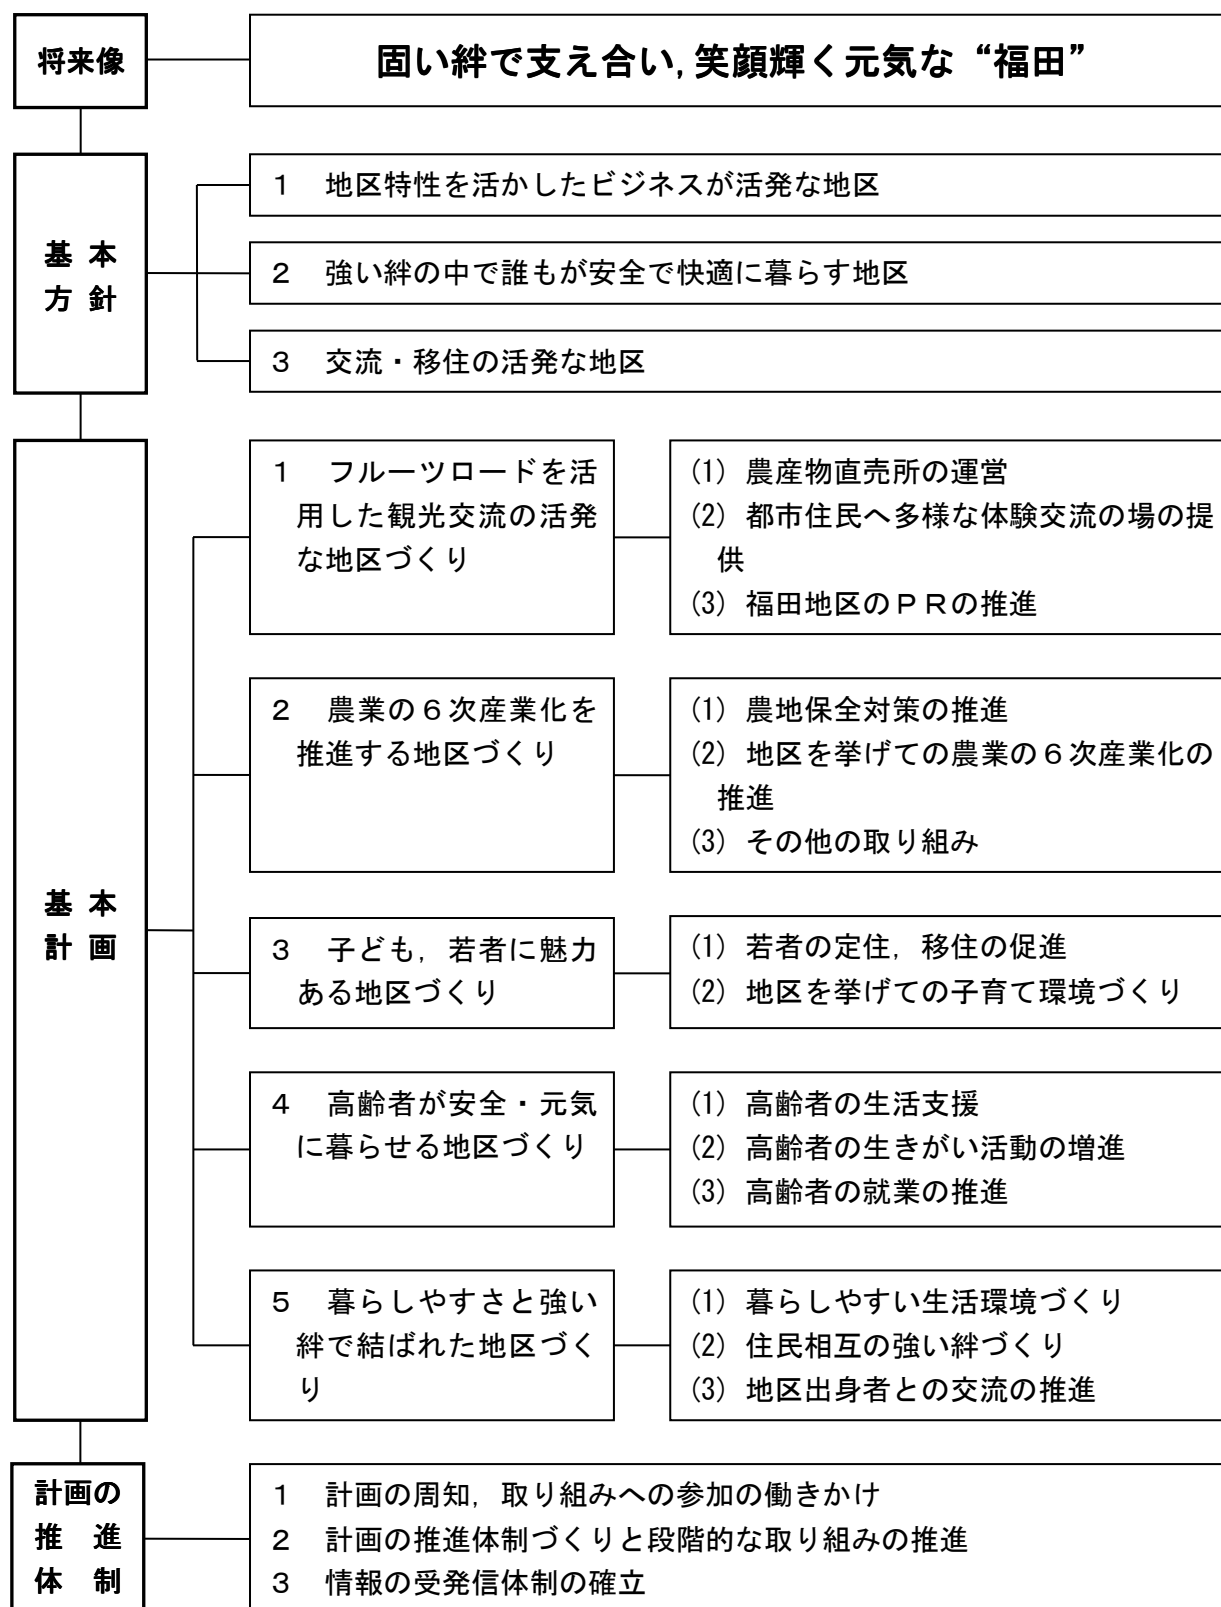 将来像
固い絆で支え合い,笑顔輝く元気な“福田”
基 本
方 針
１　地区特性を活かしたビジネスが活発な地区
２　強い絆の中で誰もが安全で快適に暮らす地区
３　交流・移住の活発な地区
基 本
計 画
１　フルーツロードを活
用した観光交流の活発
な地区づくり
(1) 農産物直売所の運営
(2) 都市住民へ多様な体験交流の場の提
供
(3) 福田地区のＰＲの推進
２　農業の６次産業化を
推進する地区づくり
(1) 農地保全対策の推進
(2) 地区を挙げての農業の６次産業化の
推進
(3) その他の取り組み
３　子ども，若者に魅力
ある地区づくり
(1) 若者の定住，移住の促進
(2) 地区を挙げての子育て環境づくり
４　高齢者が安全・元気
に暮らせる地区づくり
(1) 高齢者の生活支援
(2) 高齢者の生きがい活動の増進
(3) 高齢者の就業の推進
５　暮らしやすさと強い
絆で結ばれた地区づく
り
(1) 暮らしやすい生活環境づくり
(2) 住民相互の強い絆づくり
(3) 地区出身者との交流の推進
計画の
推　進
体　制
１　計画の周知，取り組みへの参加の働きかけ
２　計画の推進体制づくりと段階的な取り組みの推進
３　情報の受発信体制の確立